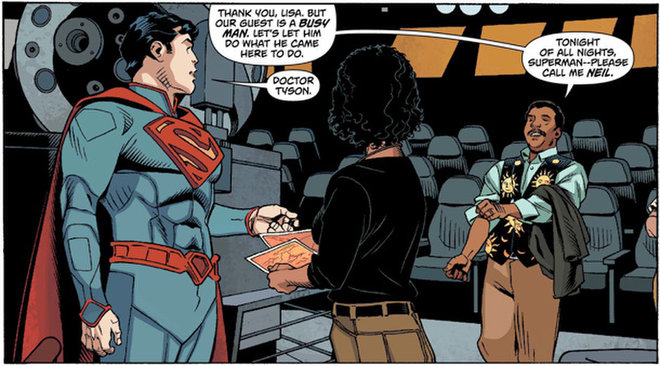 THANK YOU, LISA. BUT
OUR GUEST IS A BUSY
MAN. LET'S LET HIM
DO WHAT HE CAME
HERE TO DO.
DOCTOR
TYSON.
TONIGHT
OF ALL NIGHTS,
SUPERMAN--PLEASE
CALL ME NEIL.